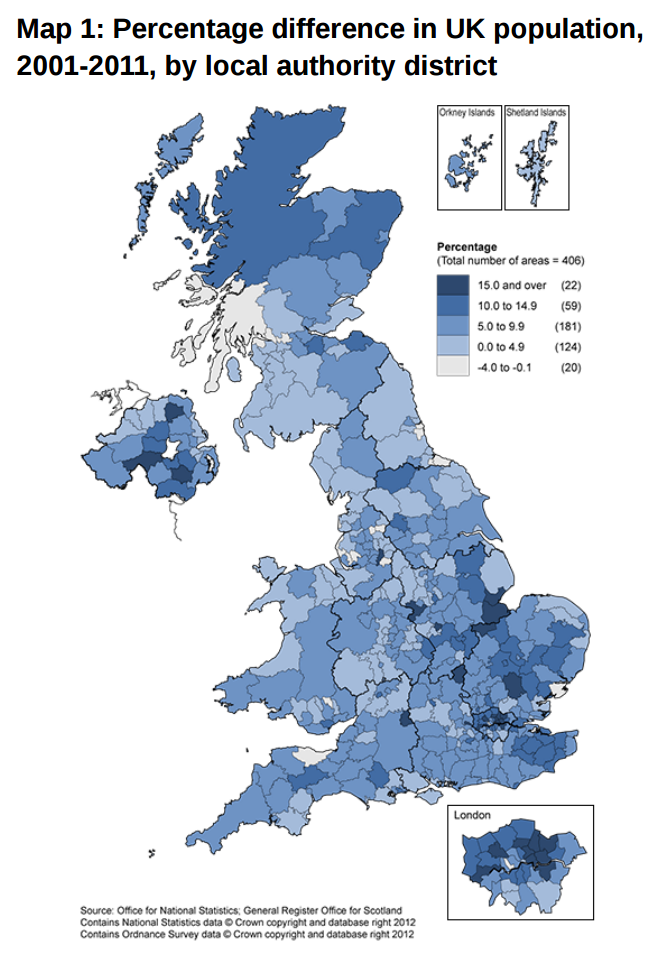 Map 1: Percentage difference in UK population,
2001-2011, by local authority district
Orkney Islands
Shetland Islands
Percentage
(Total number of areas = 406)
15.0 and over (22)
10.0 to 14.9 (59)
5.0 to 9.9 (181)
0.0 to 4.9 (124)
-4.0 to -0.1 (20)
London
Source: Office for National Statistics; General Register Office for Scotland
Contains National Statistics data © Crown copyright and database right 2012
Contains Ordnance Survey data © Crown copyright and database right 2012